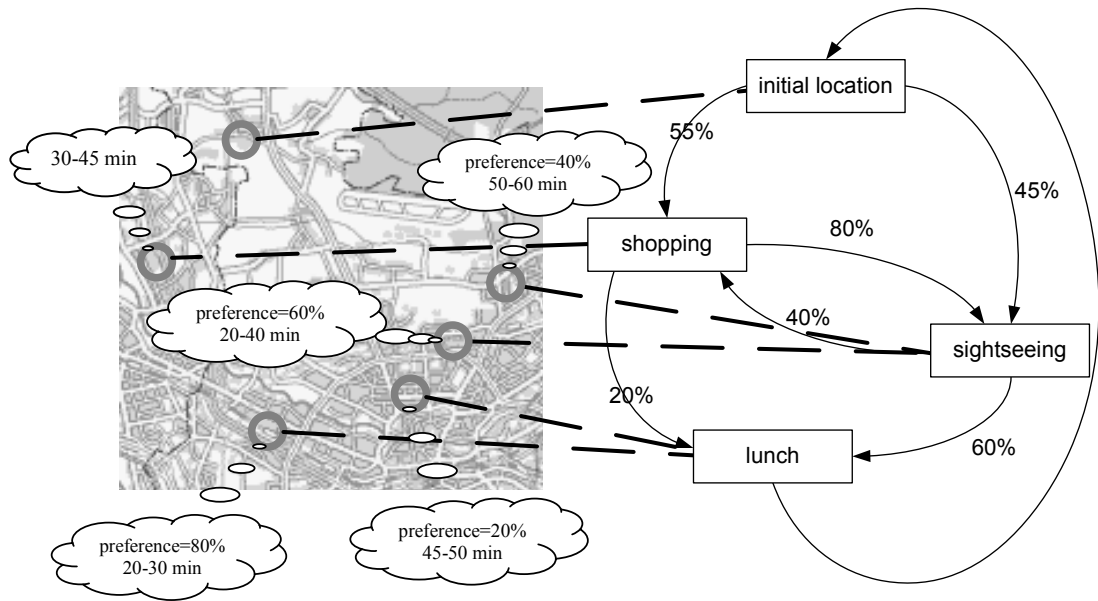 initial location
55%
30-45 min
preference=40%
50-60 min
45%
shopping
80%
preference=60%
20-40 min
40%
sightseeing
20%
lunch
60%
preference=20%
45-50 min
preference=80%
20-30 min